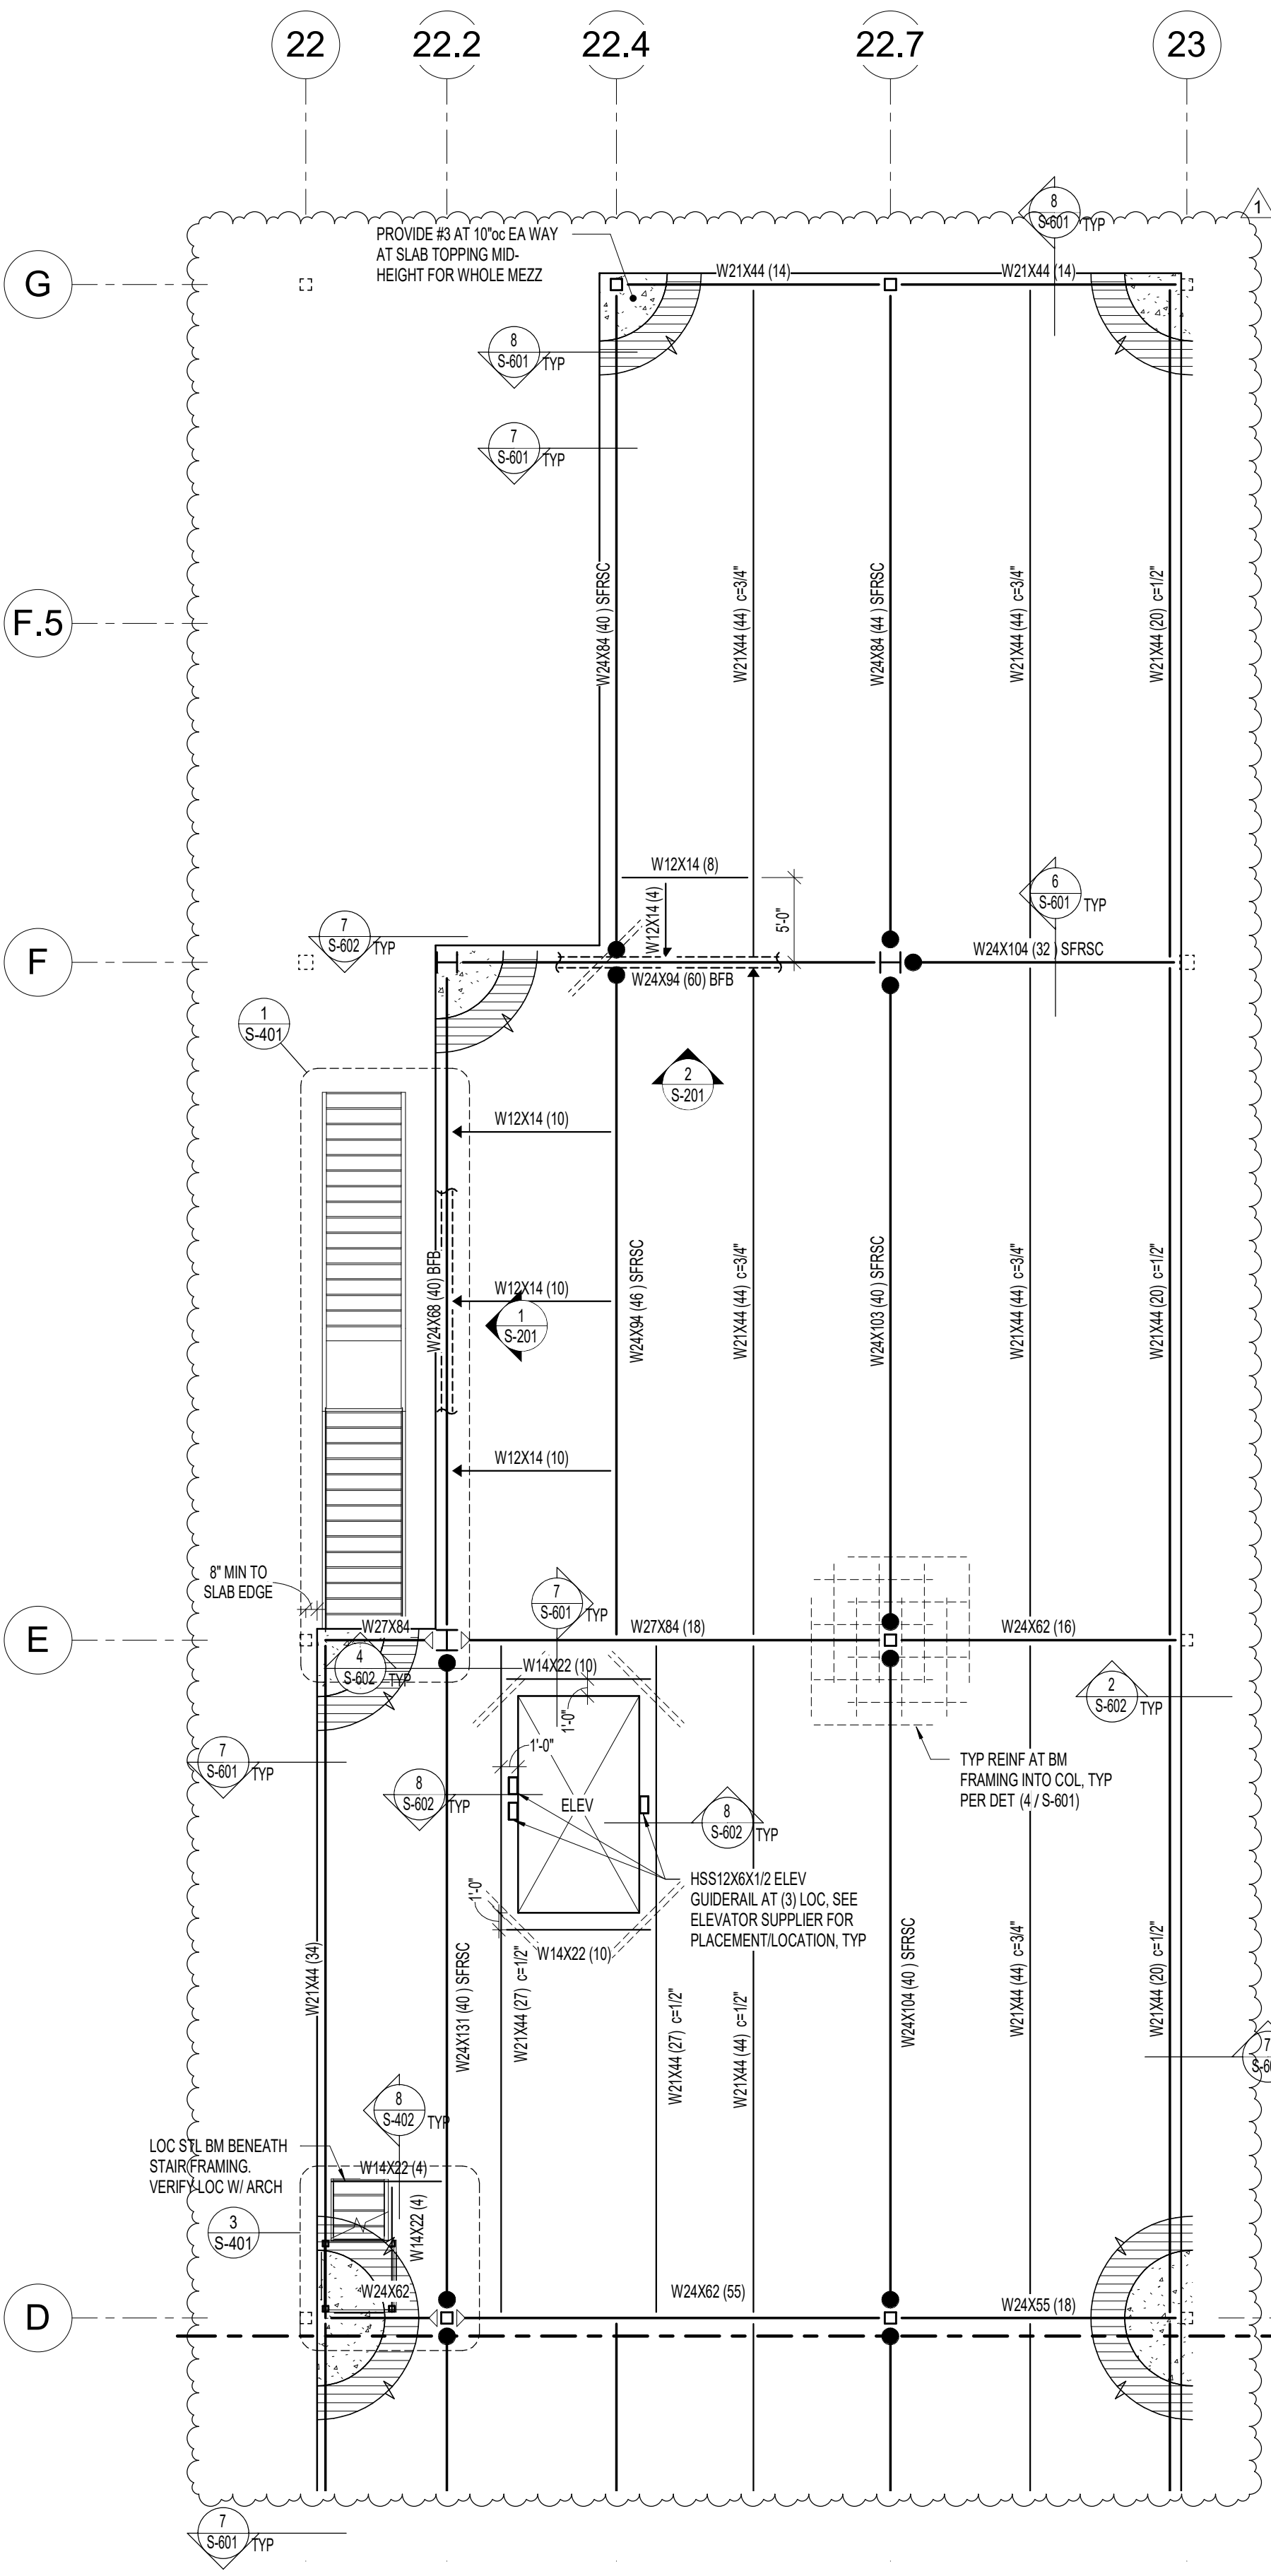 22
22.2
22.4
22.7
23
8
S-601
TYP
1
PROVIDE #3 AT 10"oc EA WAY
AT SLAB TOPPING MID-
HEIGHT FOR WHOLE MEZZ
W21X44 (14)
W21X44 (14)
G
8
S-601
TYP
7
S-601
TYP
F.5
W24X84 (40 ) SFRSC
W21X44 (44) c=3/4"
W24X84 (44 ) SFRSC
W21X44 (44) c=3/4"
W21X44 (20) c=1/2"
W12X14 (8)
W12X14 (4)
5'-0"
6
S-601
TYP
7
S-602
TYP
F
W24X104 (32 ) SFRSC
W24X94 (60) BFB
1
S-401
2
S-201
W12X14 (10)
W24X68 (40) BFB
W12X14 (10)
1
S-201
W24X94 (46 ) SFRSC
W21X44 (44) c=3/4"
W24X103 (40 ) SFRSC
W21X44 (44) c=3/4"
W21X44 (20) c=1/2"
W12X14 (10)
8" MIN TO
SLAB EDGE
7
S-601
TYP
E
W27X84
W27X84 (18)
W24X62 (16)
4
S-602
TYP
W14X22 (10)
2
S-602
TYP
1'-0"
1'-0"
7
S-601
TYP
8
S-602
TYP
ELEV
8
S-602
TYP
TYP REINF AT BM
FRAMING INTO COL, TYP
PER DET (4 / S-601)
HSS12X6X1/2 ELEV
GUIDERAIL AT (3) LOC, SEE
ELEVATOR SUPPLIER FOR
PLACEMENT/LOCATION, TYP
1'-0"
W14X22 (10)
W21X44 (34)
W24X131 (40 ) SFRSC
W21X44 (27) c=1/2"
W21X44 (27) c=1/2"
W21X44 (44) c=1/2"
W24X104 (40 ) SFRSC
W21X44 (44) c=3/4"
W21X44 (20) c=1/2"
7
8
S-402
TYP
LOC STL BM BENEATH
STAIR FRAMING.
VERIFY LOC W/ ARCH
W14X22 (4)
W14X22 (4)
3
S-401
W24X62
W24X62 (55)
W24X55 (18)
D
7
S-601
TYP